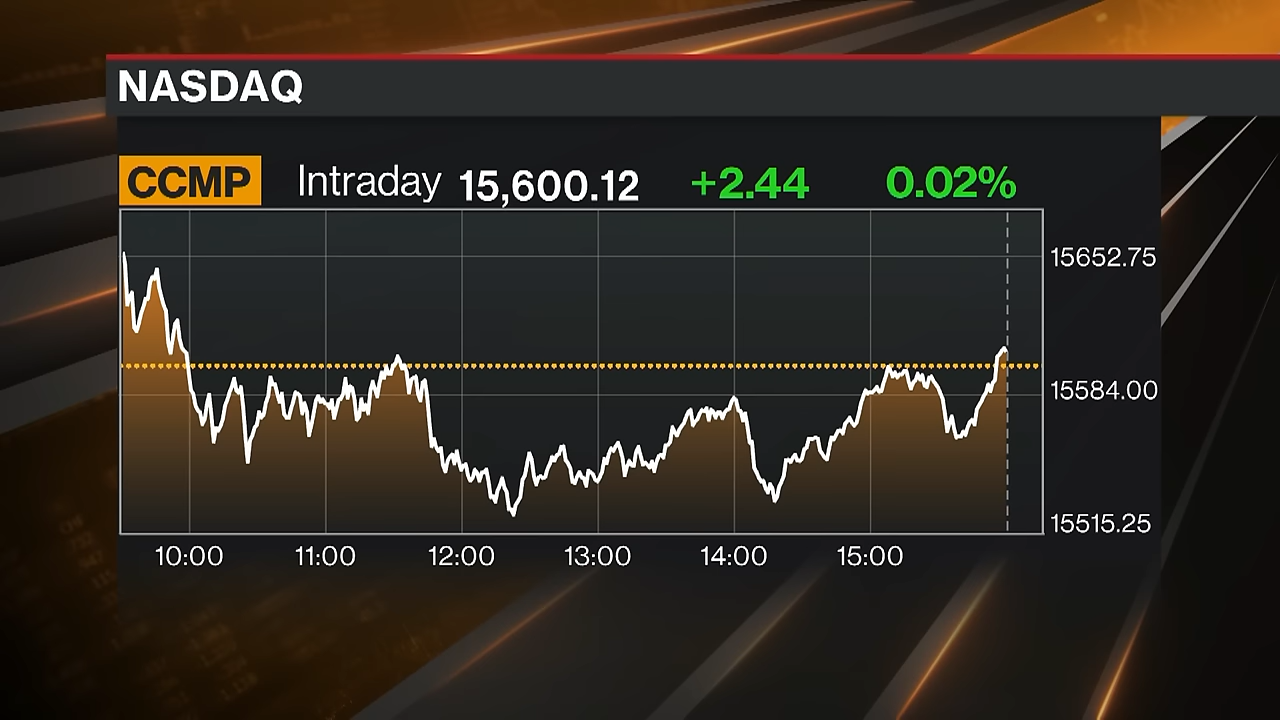 NASDAQ
CCMP Intraday 15,600.12 +2.44 0.02%
15652.75
15584.00
15515.25
10:00 11:00 12:00 13:00 14:00 15:00